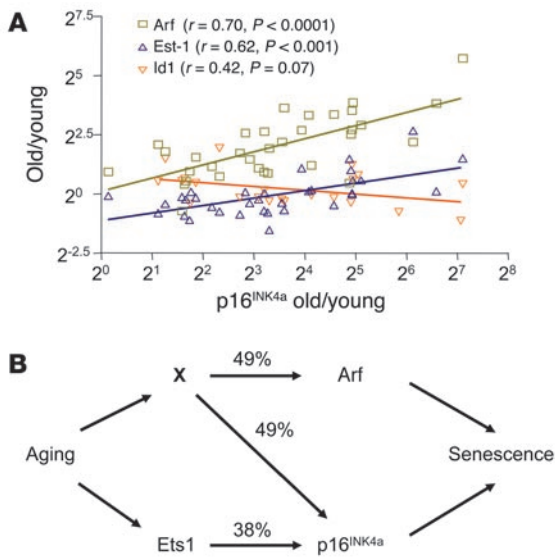 A
Arf (r = 0.70, P < 0.0001)
Est-1 (r = 0.62, P < 0.001)
Id1 (r = 0.42, P = 0.07)
Old/young
2^7.5
2^5
2^2.5
2^0
2^-2.5
2^0 2^1 2^2 2^3 2^4 2^5 2^6 2^7 2^8
p16^INK4a old/young
B
49%
X Arf
49%
Aging Senescence
38%
Ets1 p16^INK4a